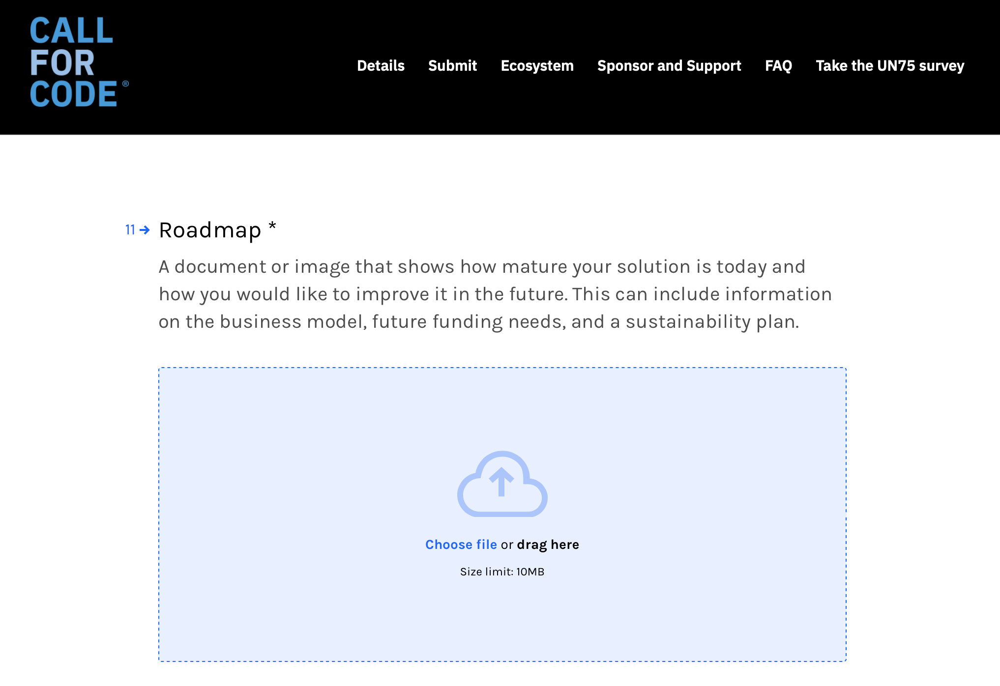 CALL
FOR
CODE®
Details Submit Ecosystem Sponsor and Support FAQ Take the UN75 survey
11 → Roadmap *
A document or image that shows how mature your solution is today and
how you would like to improve it in the future. This can include information
on the business model, future funding needs, and a sustainability plan.
Choose file or drag here
Size limit: 10MB